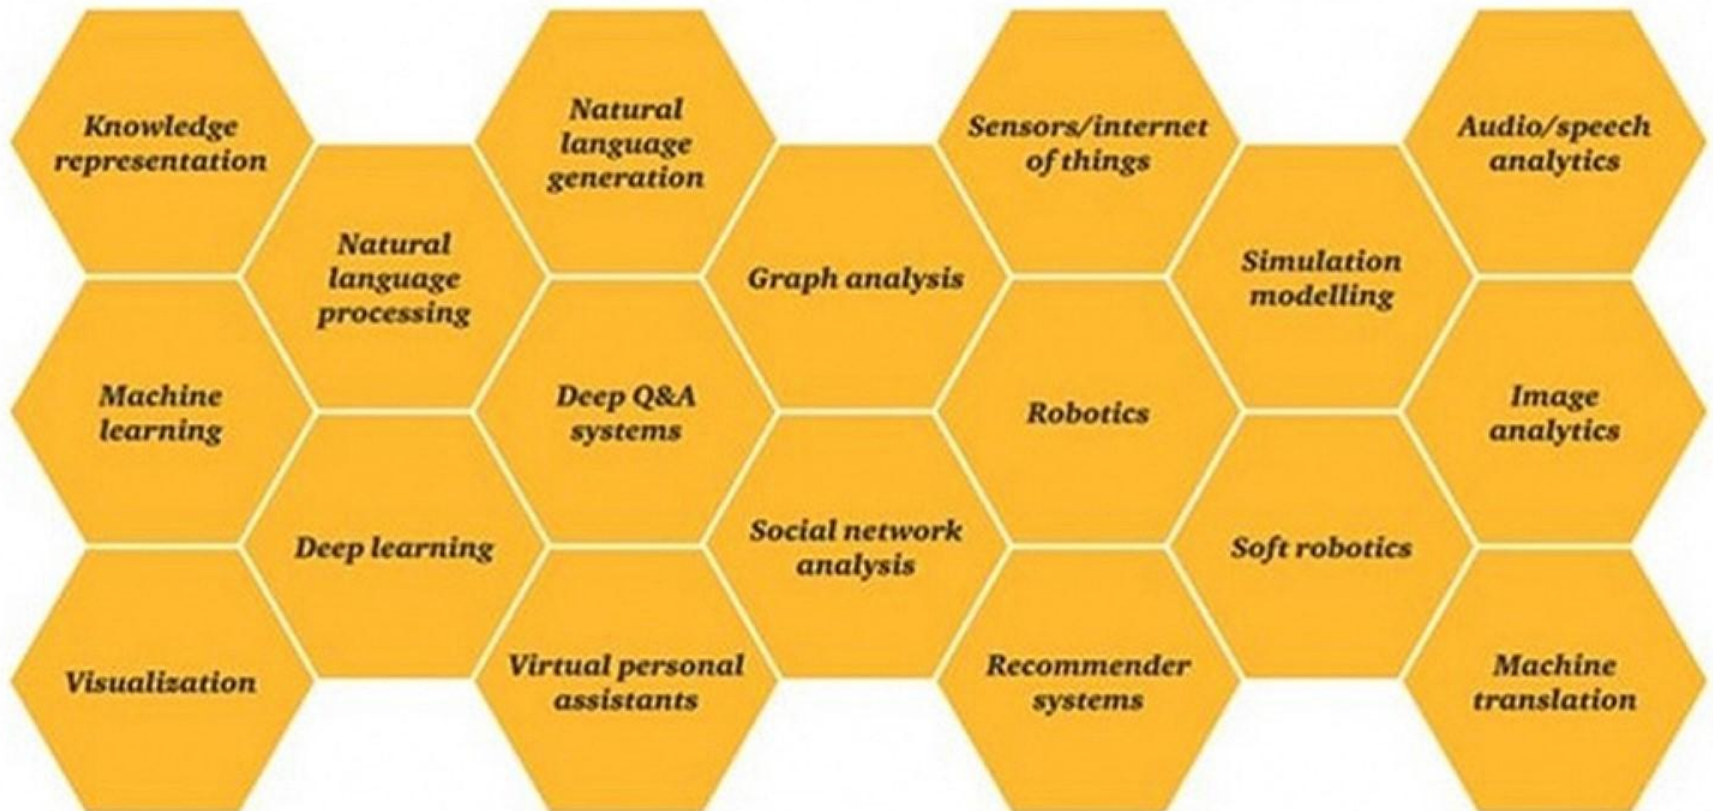 Knowledge
representation
Machine
learning
Visualization
Natural
language
processing
Deep learning
Natural
language
generation
Deep Q&A
systems
Virtual personal
assistants
Graph analysis
Social network
analysis
Sensors/internet
of things
Robotics
Recommender
systems
Simulation
modelling
Soft robotics
Audio/speech
analytics
Image
analytics
Machine
translation